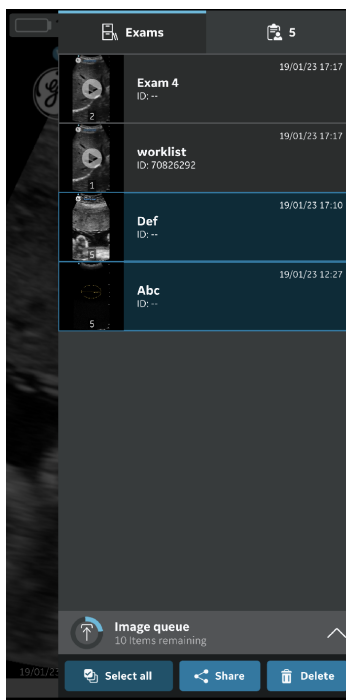 Exams
5
19/01/23 17:17
Exam 4
ID: --
2
19/01/23 17:17
worklist
ID: 70826292
1
19/01/23 17:10
Def
ID: --
5
19/01/23 12:27
Abc
ID: --
5
Image queue
10 Items remaining
19/01/23
Select all
Share
Delete